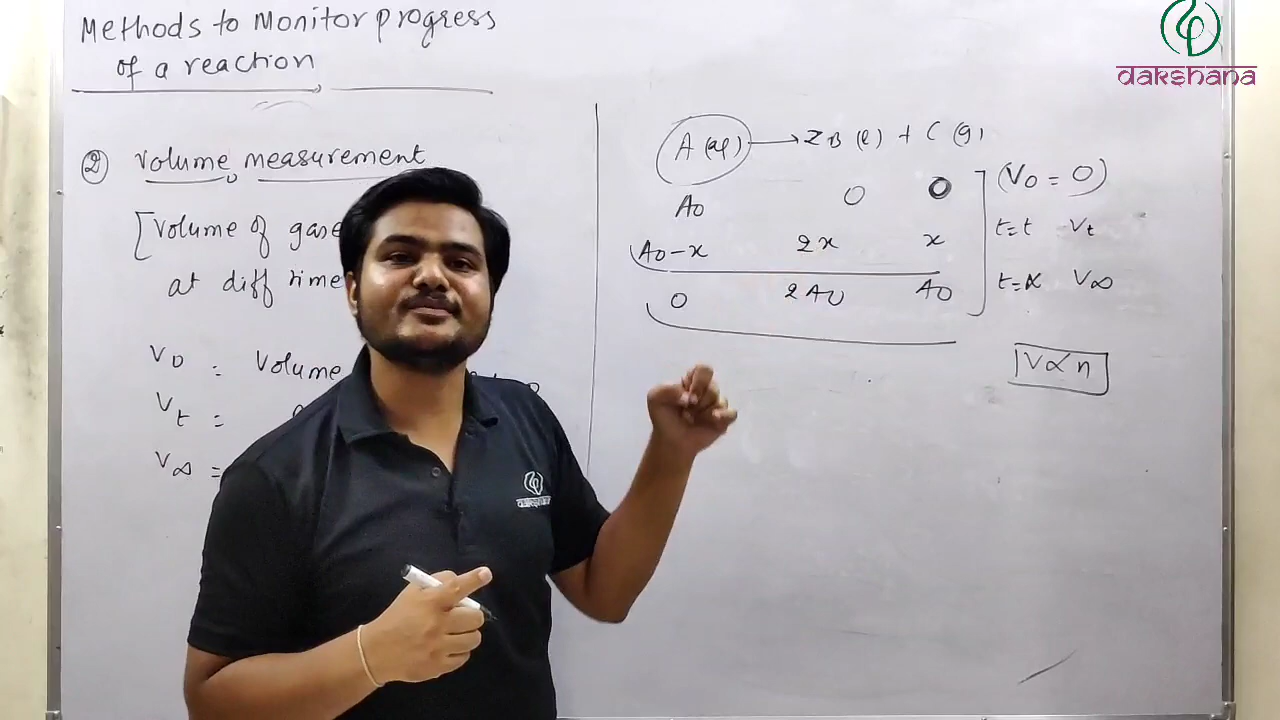 Methods to Monitor progress
of a reaction
dakshana
② Volume measurement
[Volume of gase
at diff time
V0 : Volume
Vt =
V∞ =
A (aq) → 2B (l) + C (g)
A0 0 0 (V0 = 0)
A0-x 2x x t=t Vt
0 2A0 A0 t=∝ V∞
V ∝ n
dakshana